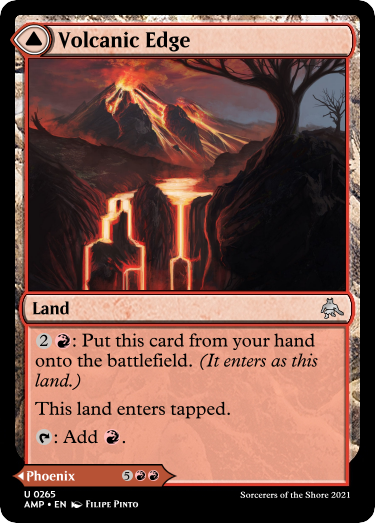 Volcanic Edge
Land
2 R: Put this card from your hand
onto the battlefield. (It enters as this
land.)
This land enters tapped.
T: Add R.
Phoenix 5RR
U 0265
AMP • EN Filipe Pinto
Sorcerers of the Shore 2021